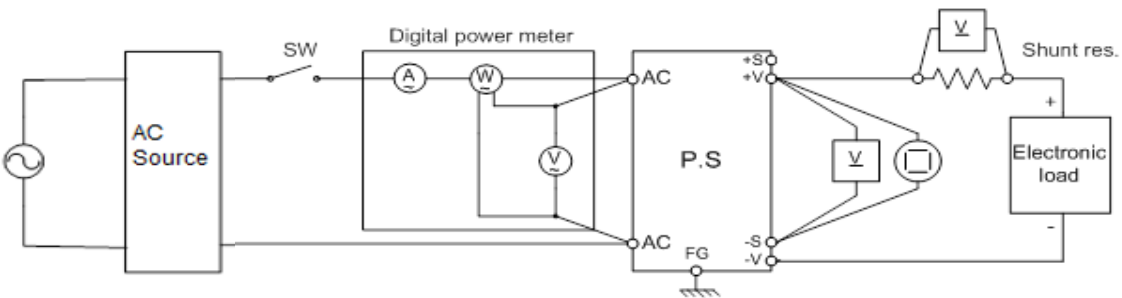 Digital power meter
SW
A
W
V
AC
Source
AC
AC
P.S
FG
+S
+V
-S
-V
V
V
Shunt res.
+
Electronic
load
-